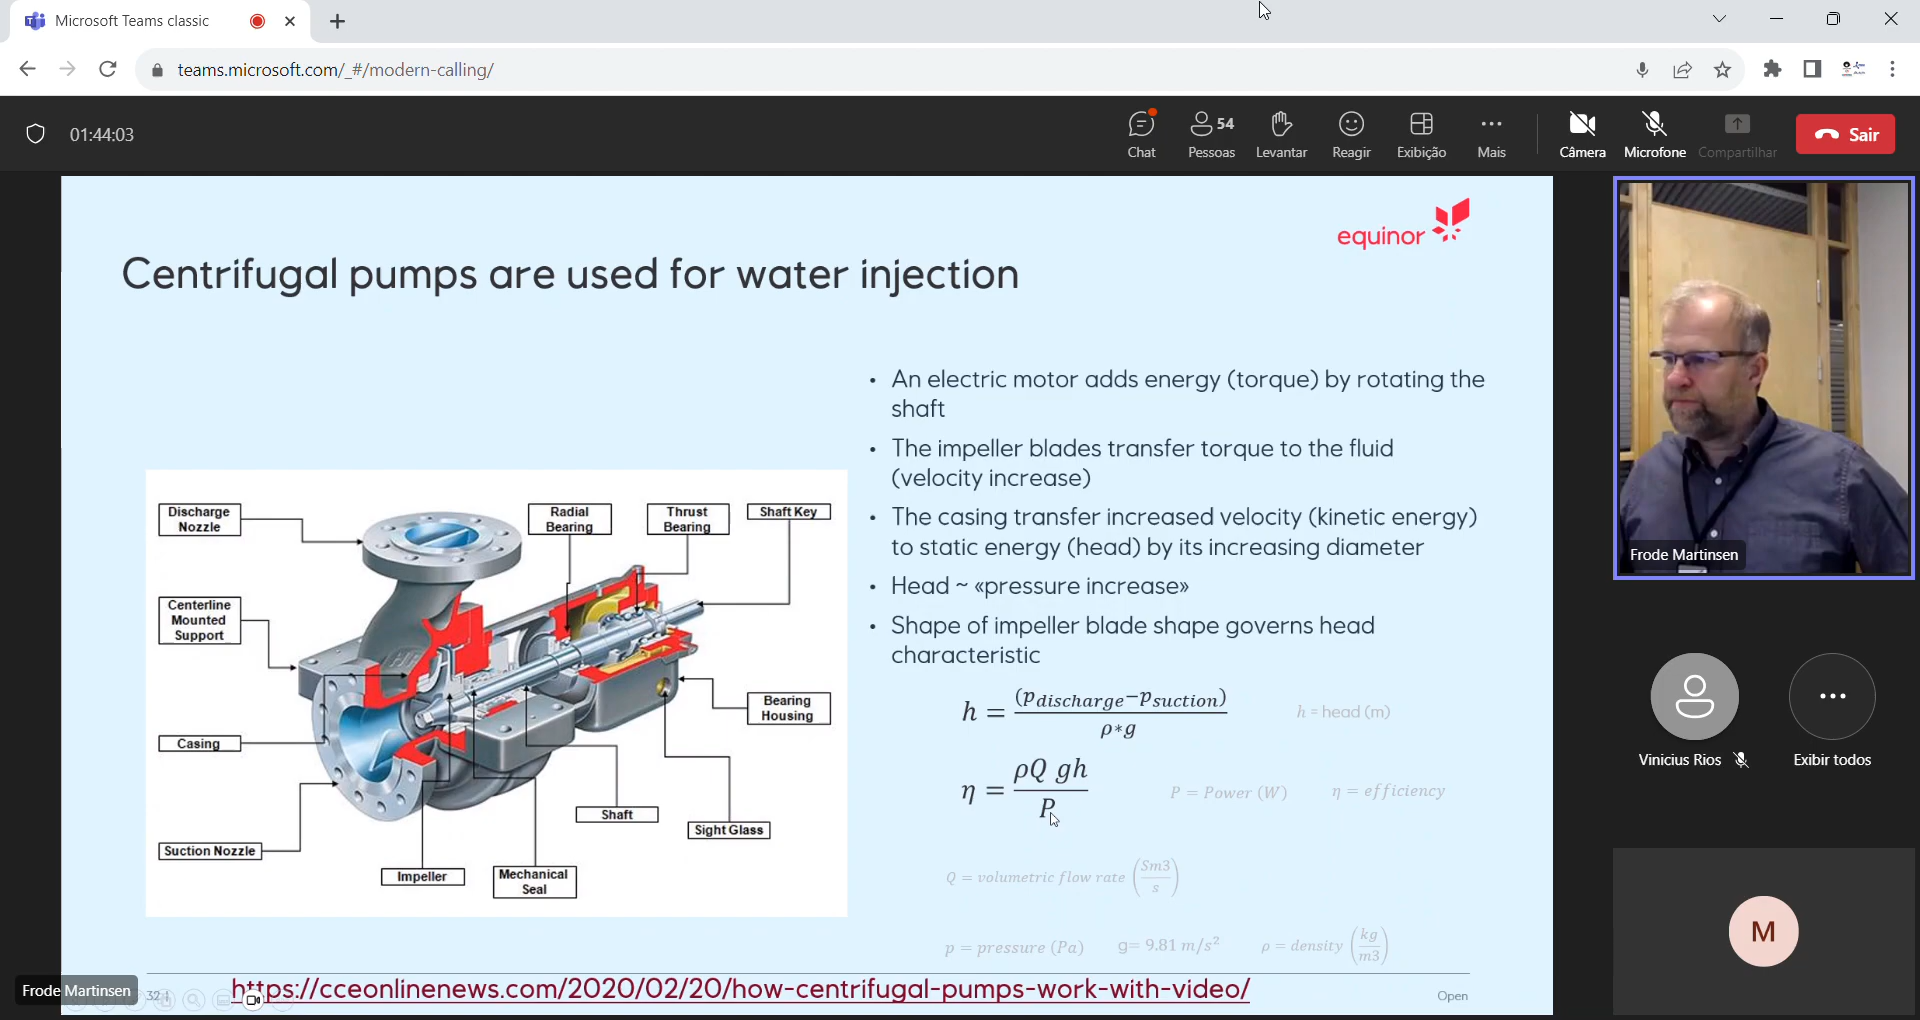 Microsoft Teams classic
teams.microsoft.com/_#/modern-calling/
01:44:03
Chat
54
Pessoas
Levantar
Reagir
Exibição
Mais
Câmera
Microfone
Compartilhar
Sair
equinor
Centrifugal pumps are used for water injection
• An electric motor adds energy (torque) by rotating the
shaft
• The impeller blades transfer torque to the fluid
(velocity increase)
• The casing transfer increased velocity (kinetic energy)
to static energy (head) by its increasing diameter
• Head ~ «pressure increase»
• Shape of impeller blade shape governs head
characteristic
h = (p_discharge−p_suction) / ρ*g
h = head (m)
η = ρQ gh / P
P = Power (W)
η = efficiency
Q = volumetric flow rate (Sm3/s)
p = pressure (Pa)
g= 9.81 m/s²
ρ = density (kg/m3)
Discharge
Nozzle
Radial
Bearing
Thrust
Bearing
Shaft Key
Centerline
Mounted
Support
Bearing
Housing
Casing
Shaft
Sight Glass
Suction Nozzle
Impeller
Mechanical
Seal
https://cceonlinenews.com/2020/02/20/how-centrifugal-pumps-work-with-video/
32 |
Open
Frode Martinsen
Frode Martinsen
Vinicius Rios
Exibir todos
M